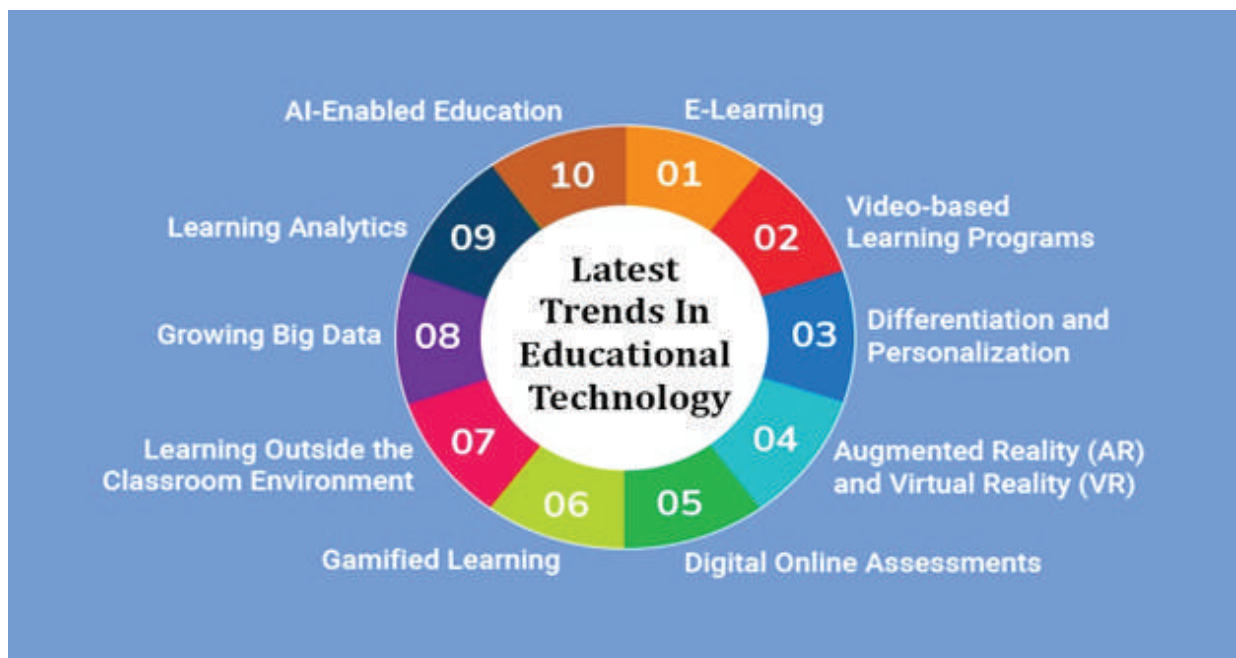 Latest
Trends In
Educational
Technology
01
E-Learning
02
Video-based
Learning Programs
03
Differentiation and
Personalization
04
Augmented Reality (AR)
and Virtual Reality (VR)
05
Digital Online Assessments
06
Gamified Learning
07
Learning Outside the
Classroom Environment
08
Growing Big Data
09
Learning Analytics
10
AI-Enabled Education